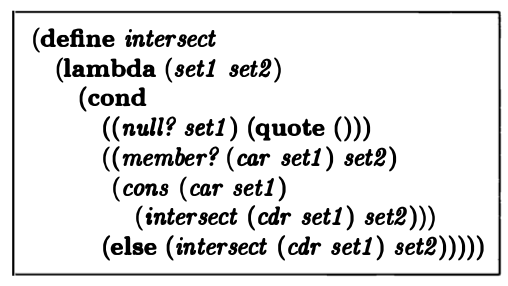 (define intersect
(lambda (set1 set2)
(cond
((null? set1) (quote ()))
((member? (car set1) set2)
(cons (car set1)
(intersect (cdr set1) set2)))
(else (intersect (cdr set1) set2)))))